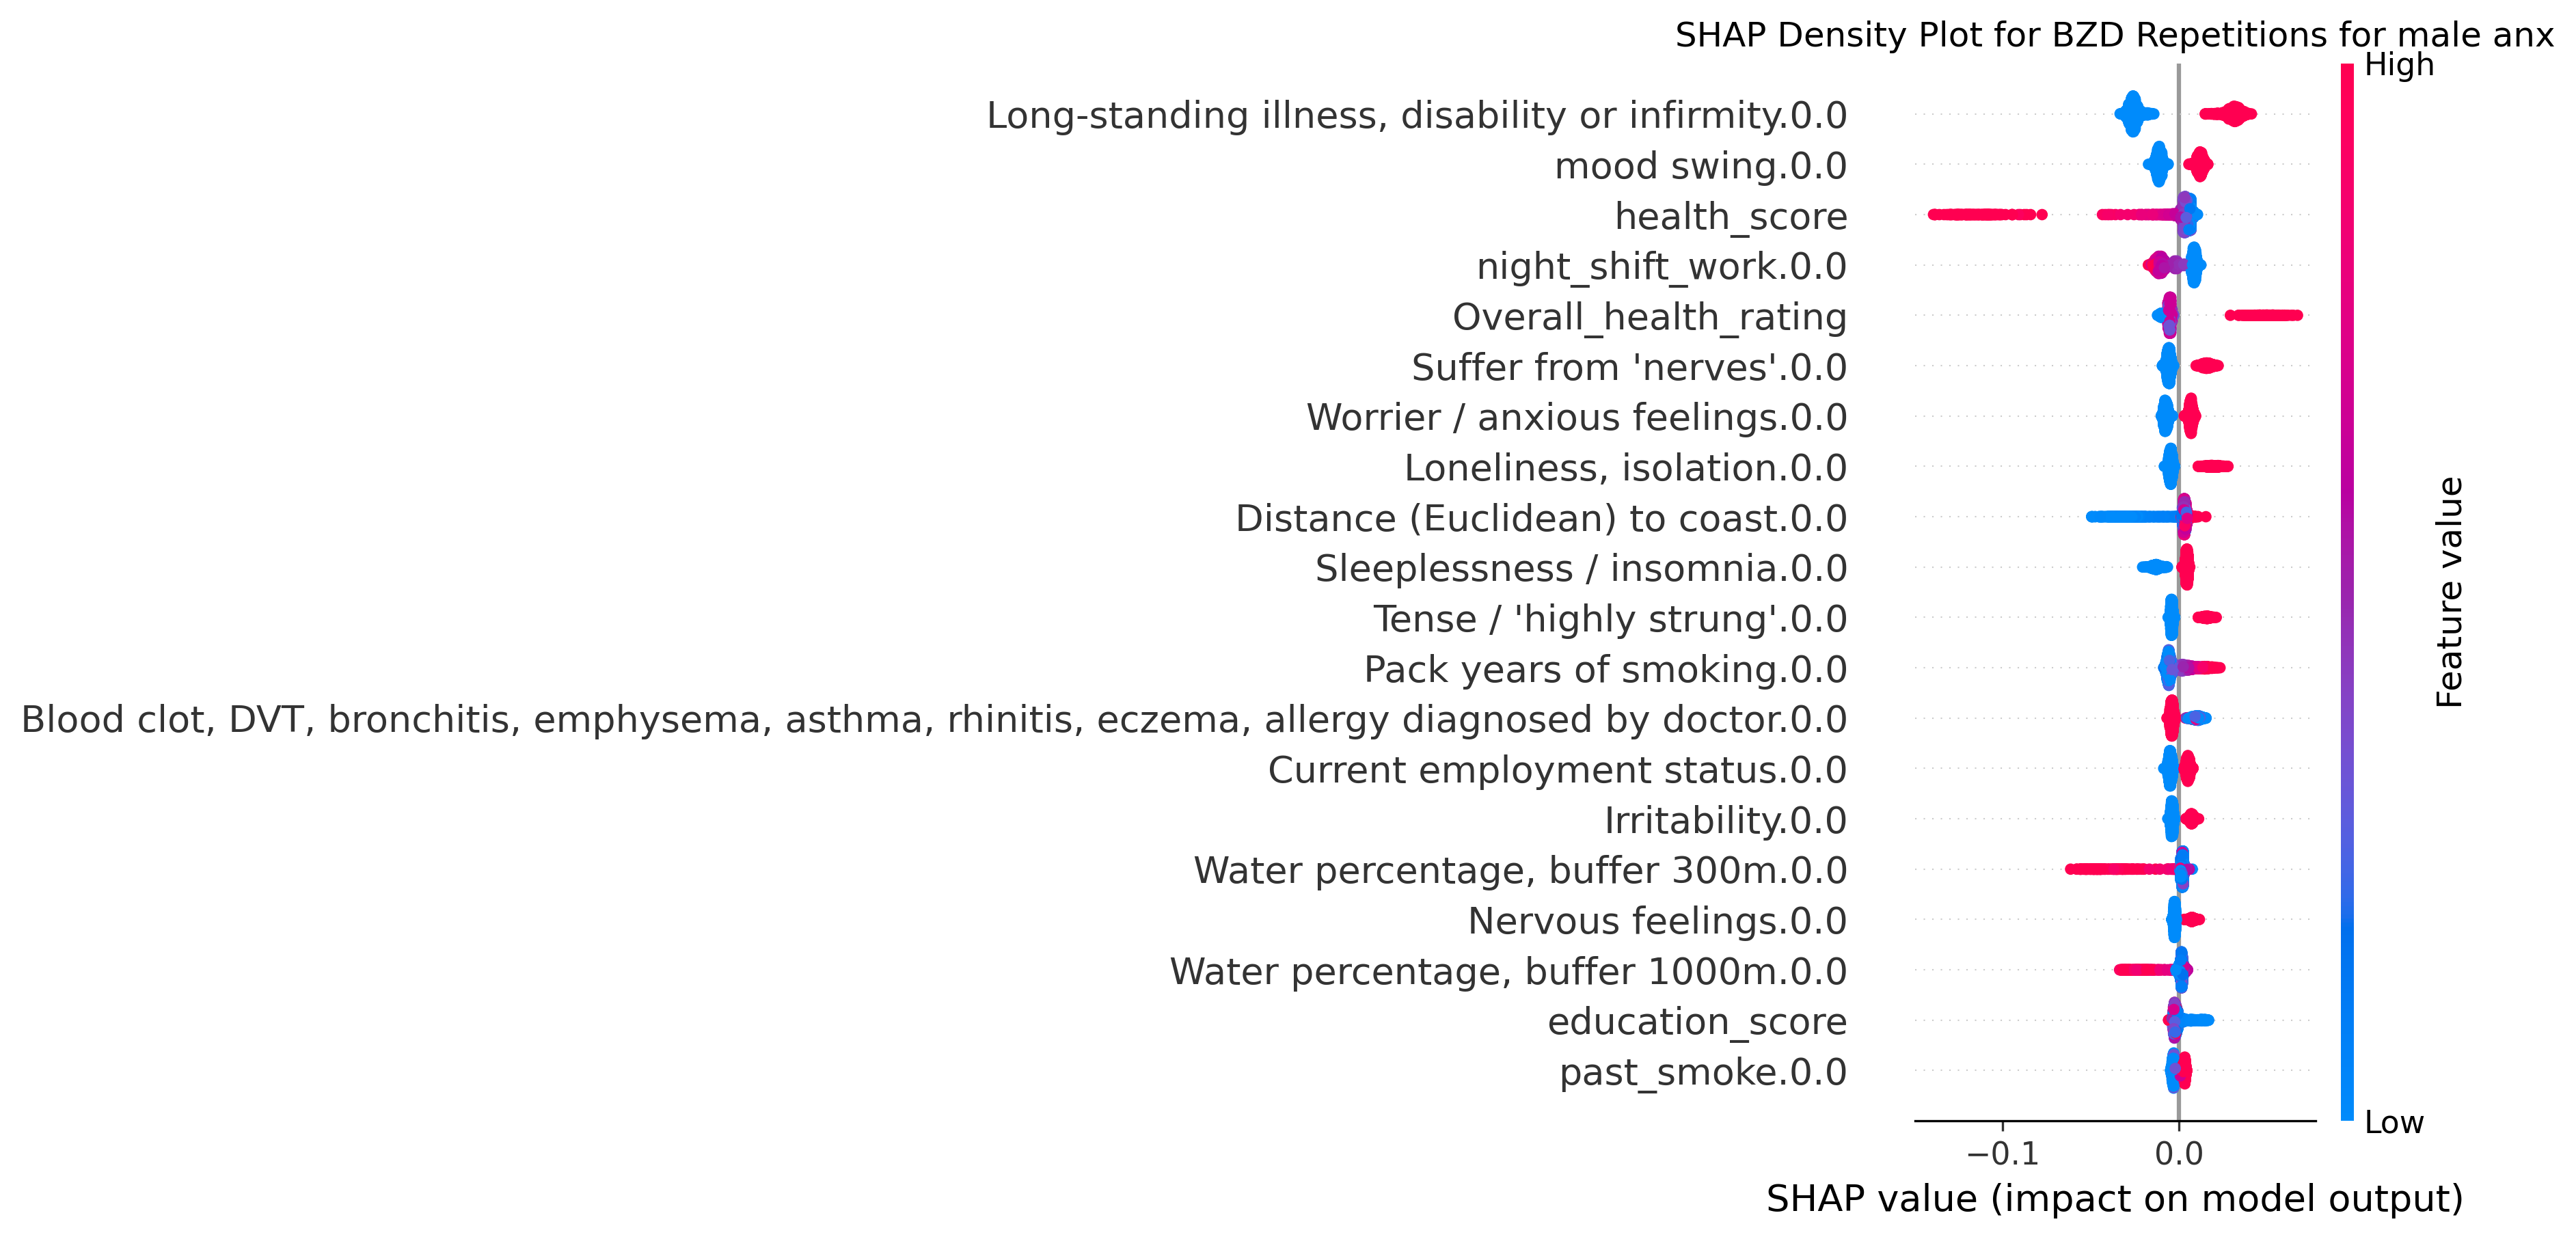 SHAP Density Plot for BZD Repetitions for male anx
High
Long-standing illness, disability or infirmity.0.0
mood swing.0.0
health_score
night_shift_work.0.0
Overall_health_rating
Suffer from 'nerves'.0.0
Worrier / anxious feelings.0.0
Loneliness, isolation.0.0
Distance (Euclidean) to coast.0.0
Sleeplessness / insomnia.0.0
Tense / 'highly strung'.0.0
Pack years of smoking.0.0
Blood clot, DVT, bronchitis, emphysema, asthma, rhinitis, eczema, allergy diagnosed by doctor.0.0
Current employment status.0.0
Irritability.0.0
Water percentage, buffer 300m.0.0
Nervous feelings.0.0
Water percentage, buffer 1000m.0.0
education_score
past_smoke.0.0
Feature value
Low
−0.1 0.0
SHAP value (impact on model output)